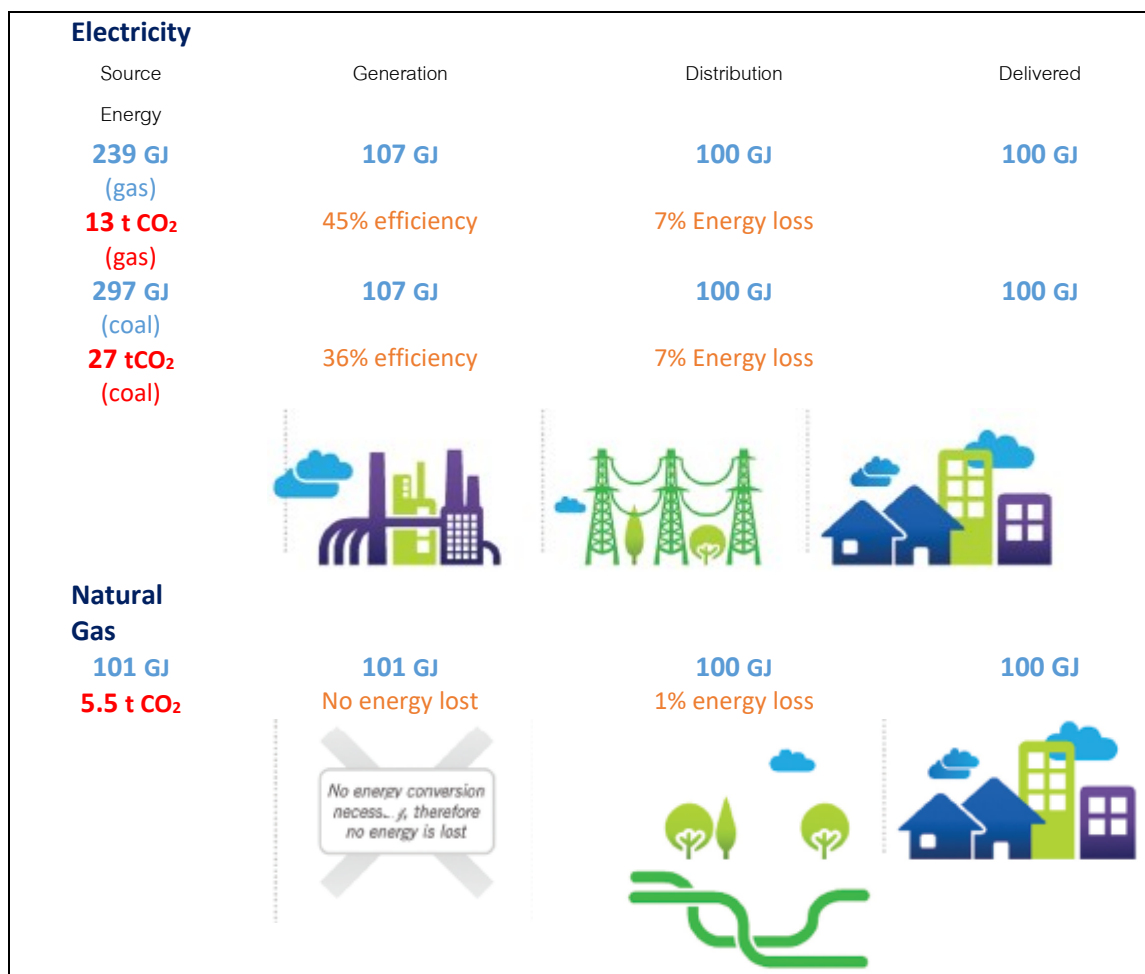 Electricity
Source Generation Distribution Delivered
Energy
239 GJ 107 GJ 100 GJ 100 GJ
(gas)
13 t CO₂ 45% efficiency 7% Energy loss
(gas)
297 GJ 107 GJ 100 GJ 100 GJ
(coal)
27 tCO₂ 36% efficiency 7% Energy loss
(coal)
Natural
Gas
101 GJ 101 GJ 100 GJ 100 GJ
5.5 t CO₂ No energy lost 1% energy loss
No energy conversion
therefore
no energy is lost